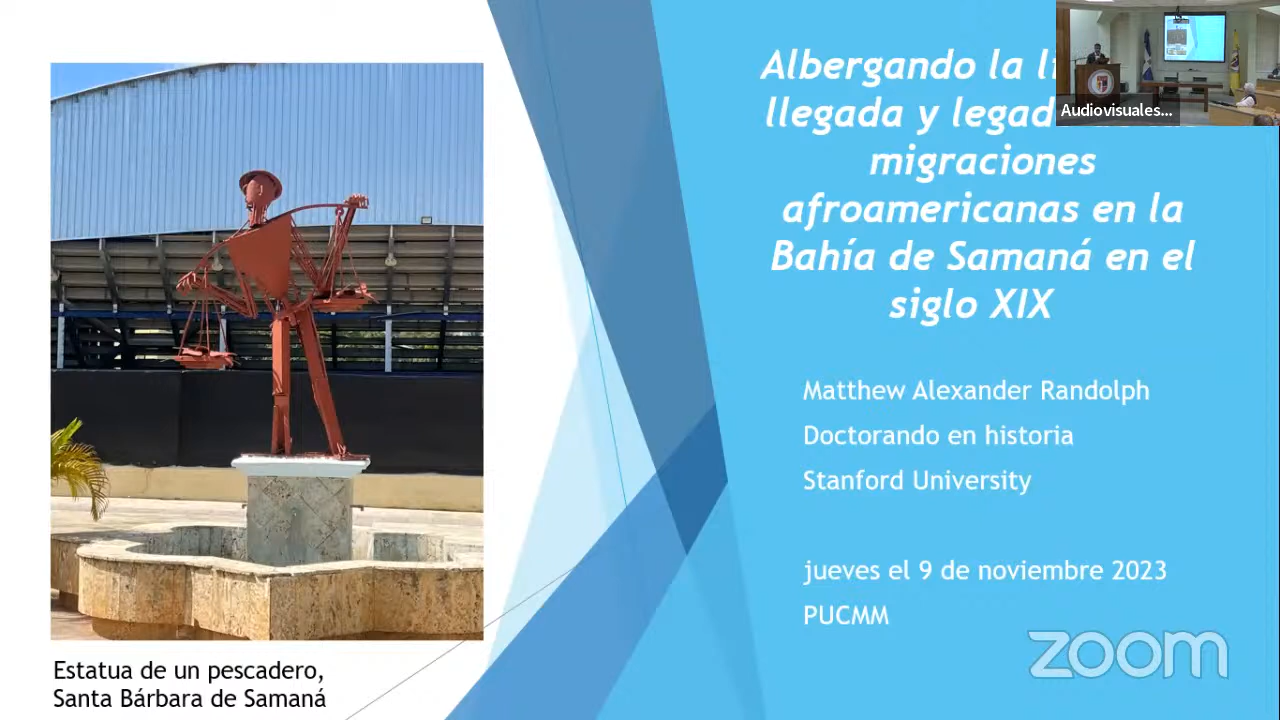 Albergando la
llegada y
migraciones
afroamericanas en la
Bahía de Samaná en el
siglo XIX
Matthew Alexander Randolph
Doctorando en historia
Stanford University
jueves el 9 de noviembre 2023
PUCMM
Estatua de un pescadero,
Santa Bárbara de Samaná
Audiovisuales...
zoom